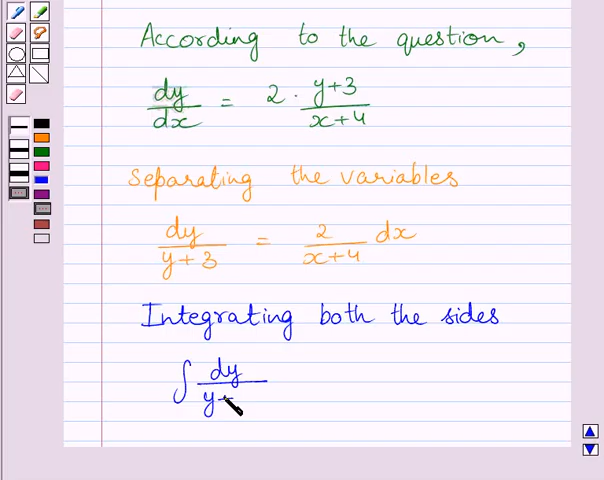 According to the question,
dy/dx = 2 · y+3/x+4
Separating the variables
dy/y+3 = 2/x+4 dx
Integrating both the sides
∫ dy/y-